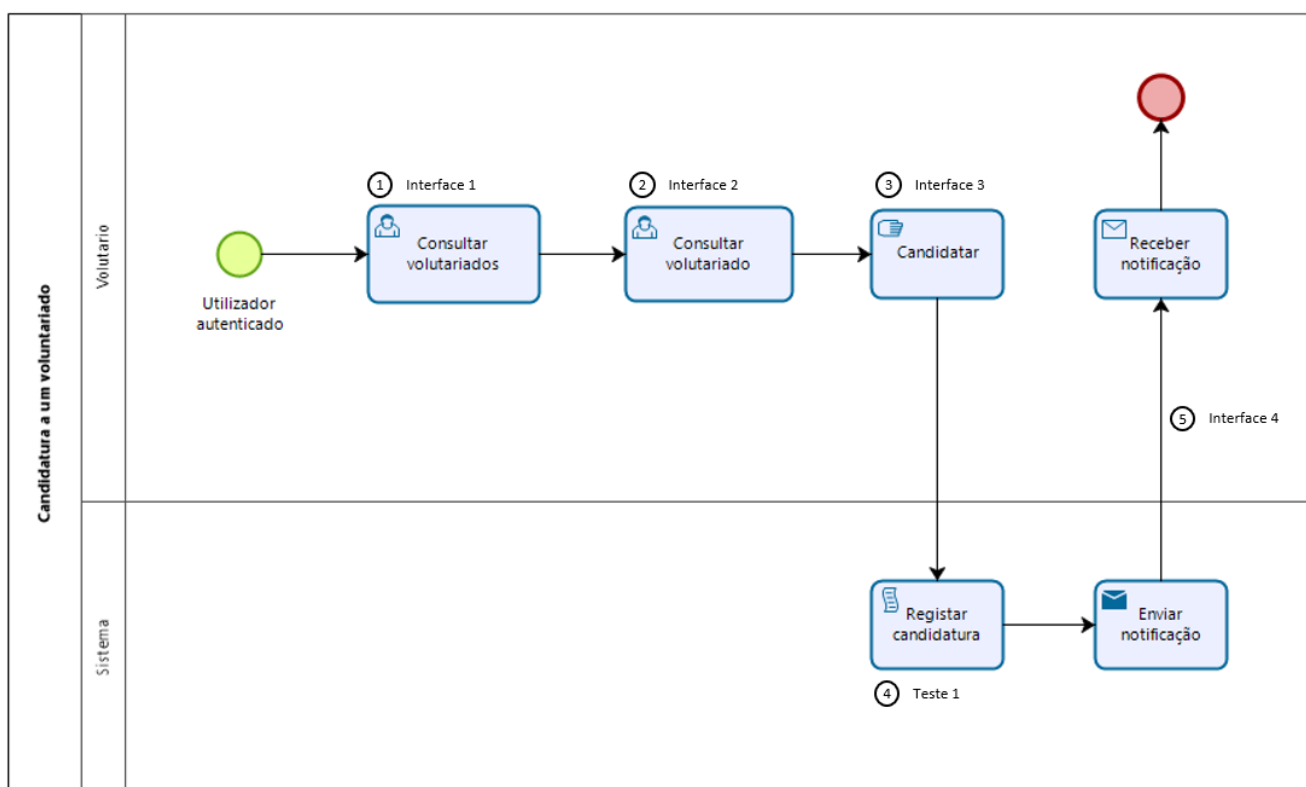 Candidatura a um voluntariado
Volutario
Utilizador
autenticado
1 Interface 1
Consultar
volutariados
2 Interface 2
Consultar
volutariado
3 Interface 3
Candidatar
Receber
notificação
5 Interface 4
Sistema
Registar
candidatura
4 Teste 1
Enviar
notificação